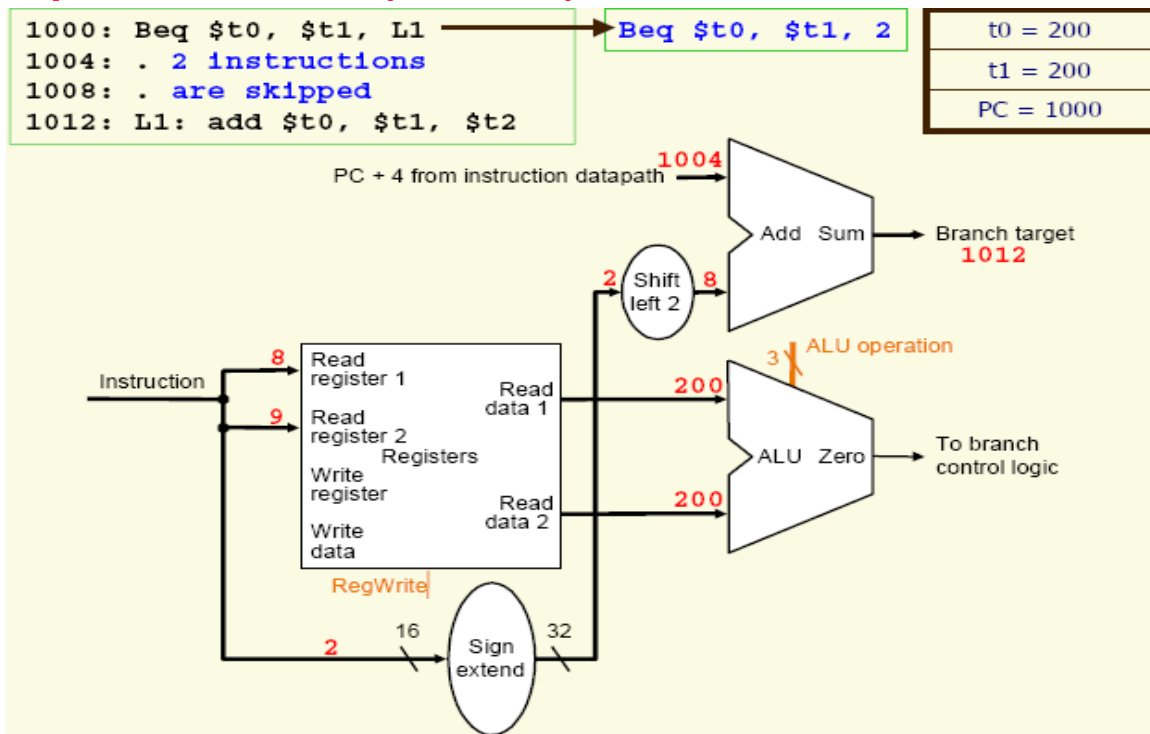 1000: Beq $t0, $t1, L1
Beq $t0, $t1, 2
1004: . 2 instructions
1008: . are skipped
1012: L1: add $t0, $t1, $t2
t0 = 200
t1 = 200
PC = 1000
1004
PC + 4 from instruction datapath
Add Sum
Branch target
1012
2
Shift
left 2
8
ALU operation
3
Instruction
8
Read
register 1
9
Read
register 2
Registers
Write
register
Write
data
Read
data 1
Read
data 2
200
200
ALU Zero
To branch
control logic
RegWrite
2
16
Sign
extend
32